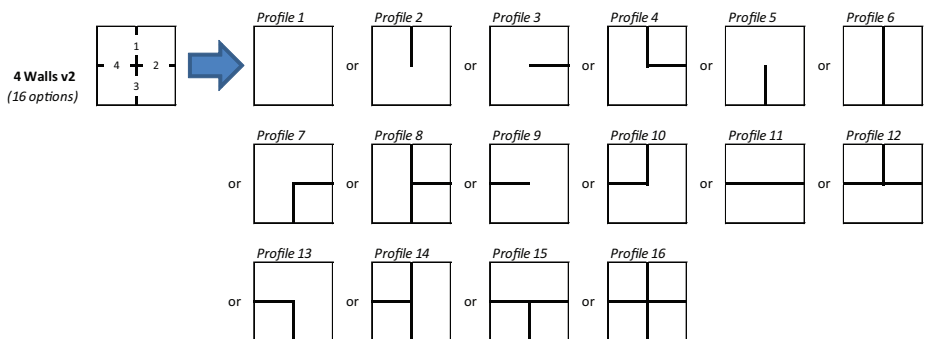 Profile 1 Profile 2 Profile 3 Profile 4 Profile 5 Profile 6
1
4 Walls v2 4 2 or or or or or
(16 options) 3
Profile 7 Profile 8 Profile 9 Profile 10 Profile 11 Profile 12
or or or or or or
Profile 13 Profile 14 Profile 15 Profile 16
or or or or